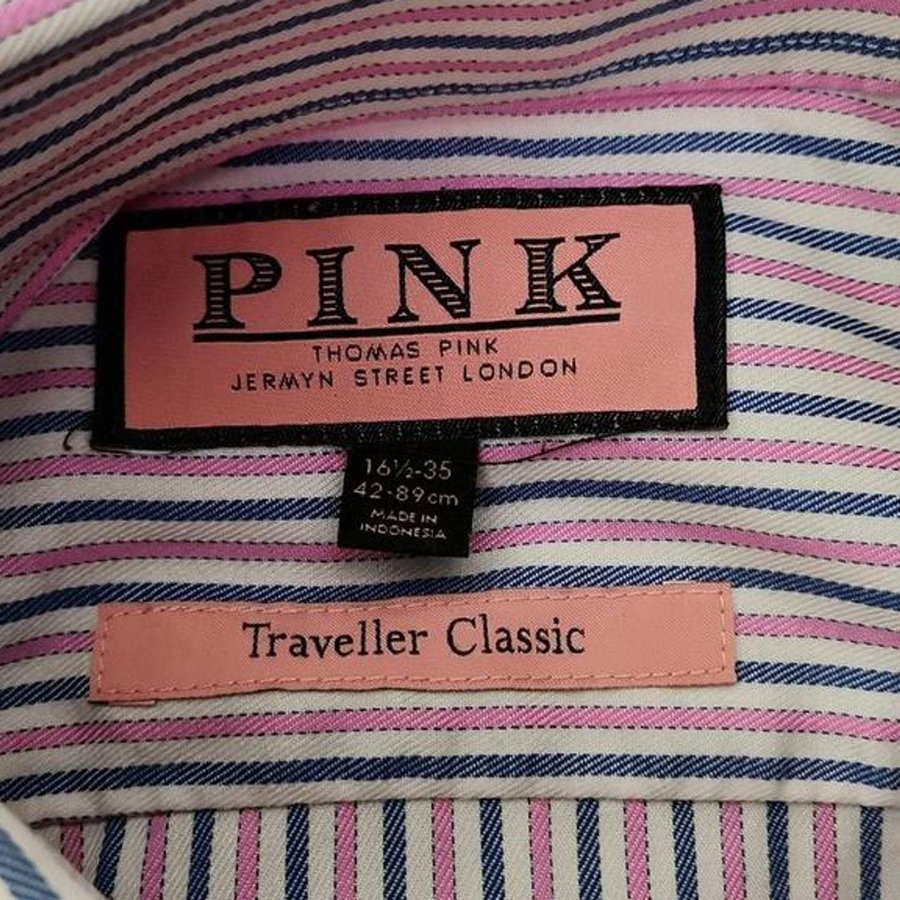 PINK
THOMAS PINK
JERMYN STREET LONDON
16½-35
42-89cm
MADE IN
INDONESIA
Traveller Classic